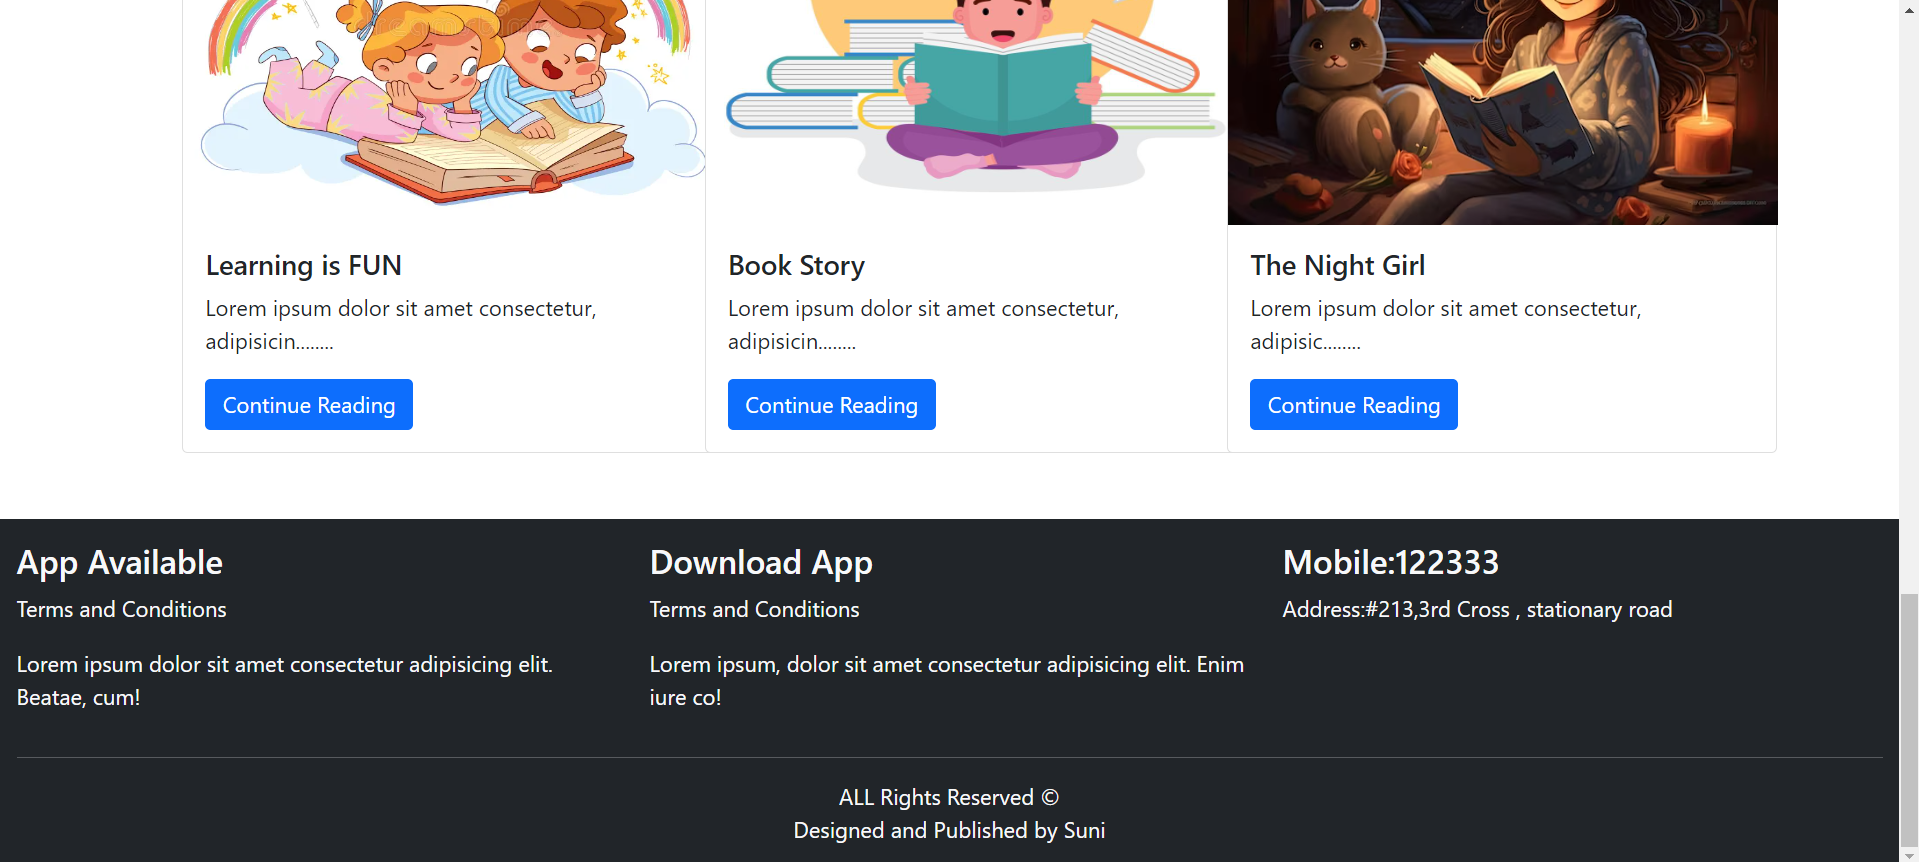 Learning is FUN
Lorem ipsum dolor sit amet consectetur,
adipisicin........
Continue Reading
Book Story
Lorem ipsum dolor sit amet consectetur,
adipisicin........
Continue Reading
The Night Girl
Lorem ipsum dolor sit amet consectetur,
adipisic........
Continue Reading
App Available
Terms and Conditions
Lorem ipsum dolor sit amet consectetur adipisicing elit.
Beatae, cum!
Download App
Terms and Conditions
Lorem ipsum, dolor sit amet consectetur adipisicing elit. Enim
iure co!
Mobile:122333
Address:#213,3rd Cross , stationary road
ALL Rights Reserved ©
Designed and Published by Suni